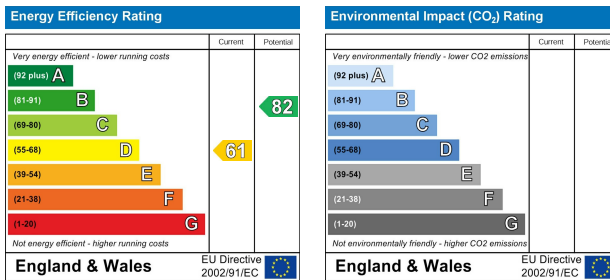 Energy Efficiency Rating
Current Potential
Very energy efficient - lower running costs
(92 plus) A
(81-91) B
82
(69-80) C
(55-68) D
61
(39-54) E
(21-38) F
(1-20) G
Not energy efficient - higher running costs
England & Wales
EU Directive
2002/91/EC
Environmental Impact (CO2) Rating
Current Potential
Very environmentally friendly - lower CO2 emissions
(92 plus) A
(81-91) B
(69-80) C
(55-68) D
(39-54) E
(21-38) F
(1-20) G
Not environmentally friendly - higher CO2 emissions
England & Wales
EU Directive
2002/91/EC